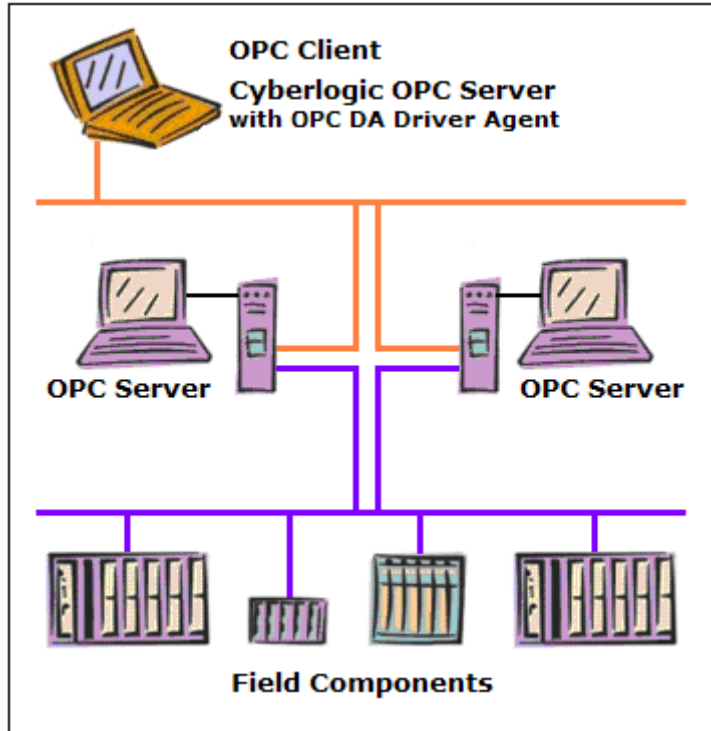 OPC Client
Cyberlogic OPC Server
with OPC DA Driver Agent
OPC Server
OPC Server
Field Components